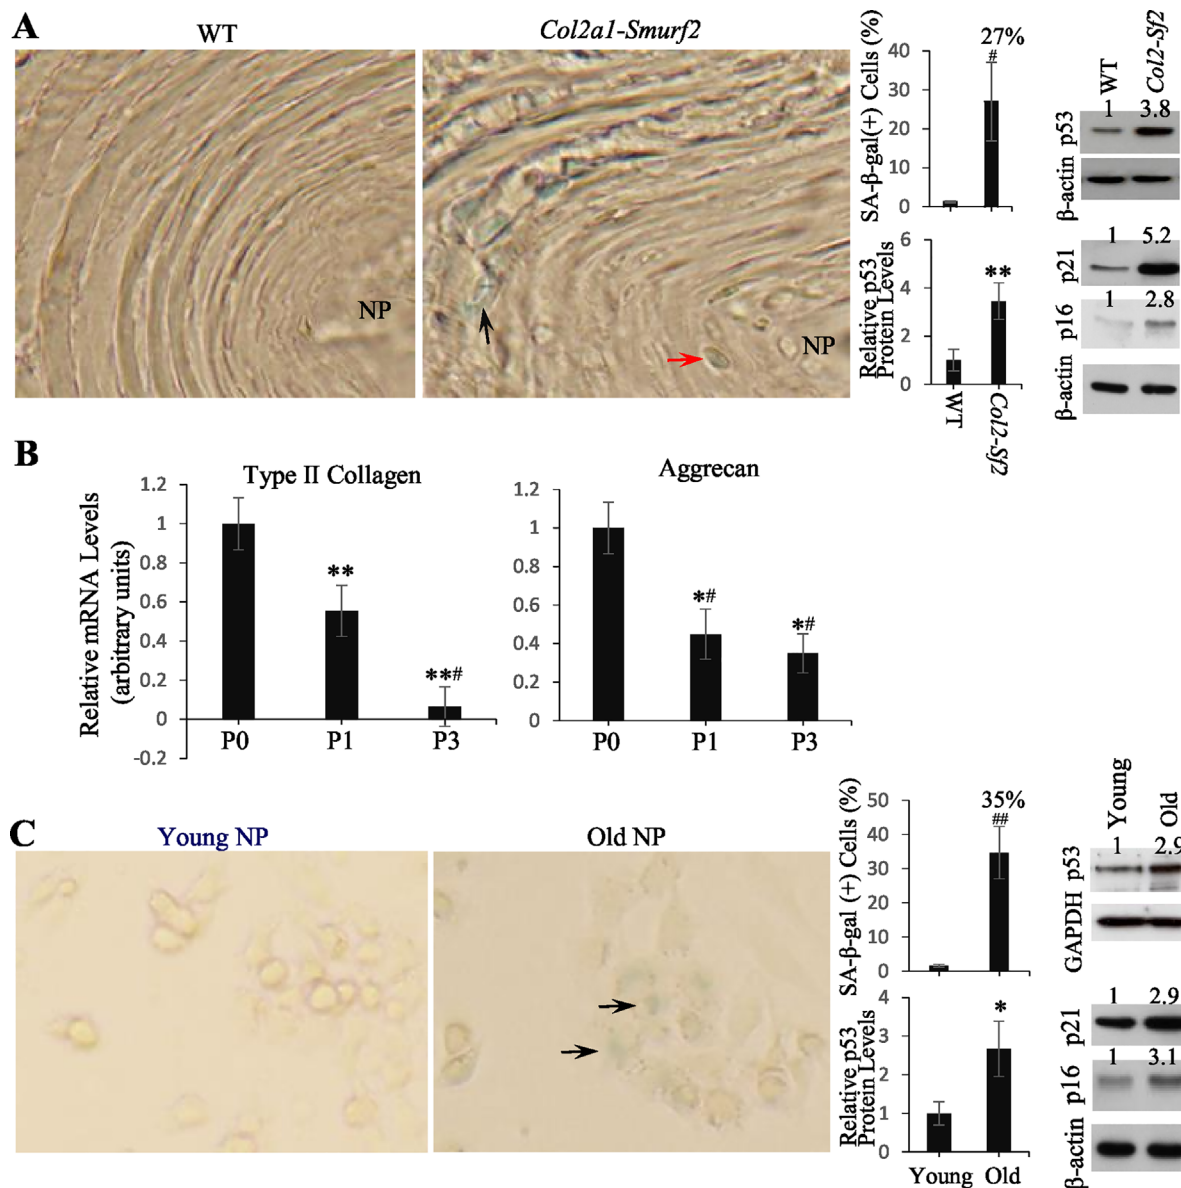 A
WT
Col2a1-Smurf2
NP
NP
SA-β-gal(+) Cells (%)
40
30
20
10
0
27%
#
Relative p53
Protein Levels
6
4
2
0
**
WT
Col2-Sf2
WT
Col2-Sf2
p53
1 3.8
β-actin
p21
1 5.2
p16
1 2.8
β-actin
B
Relative mRNA Levels
(arbitrary units)
Type II Collagen
1.2
1
0.8
0.6
0.4
0.2
0
-0.2
**
**#
P0 P1 P3
Aggrecan
1.2
1
0.8
0.6
0.4
0.2
0
*#
*#
P0 P1 P3
C
Young NP
Old NP
SA-β-gal (+) Cells (%)
50
40
30
20
10
0
35%
##
Relative p53
Protein Levels
4
3
2
1
0
*
Young Old
Young
Old
p53
1 2.9
GAPDH
p21
1 2.9
p16
1 3.1
β-actin